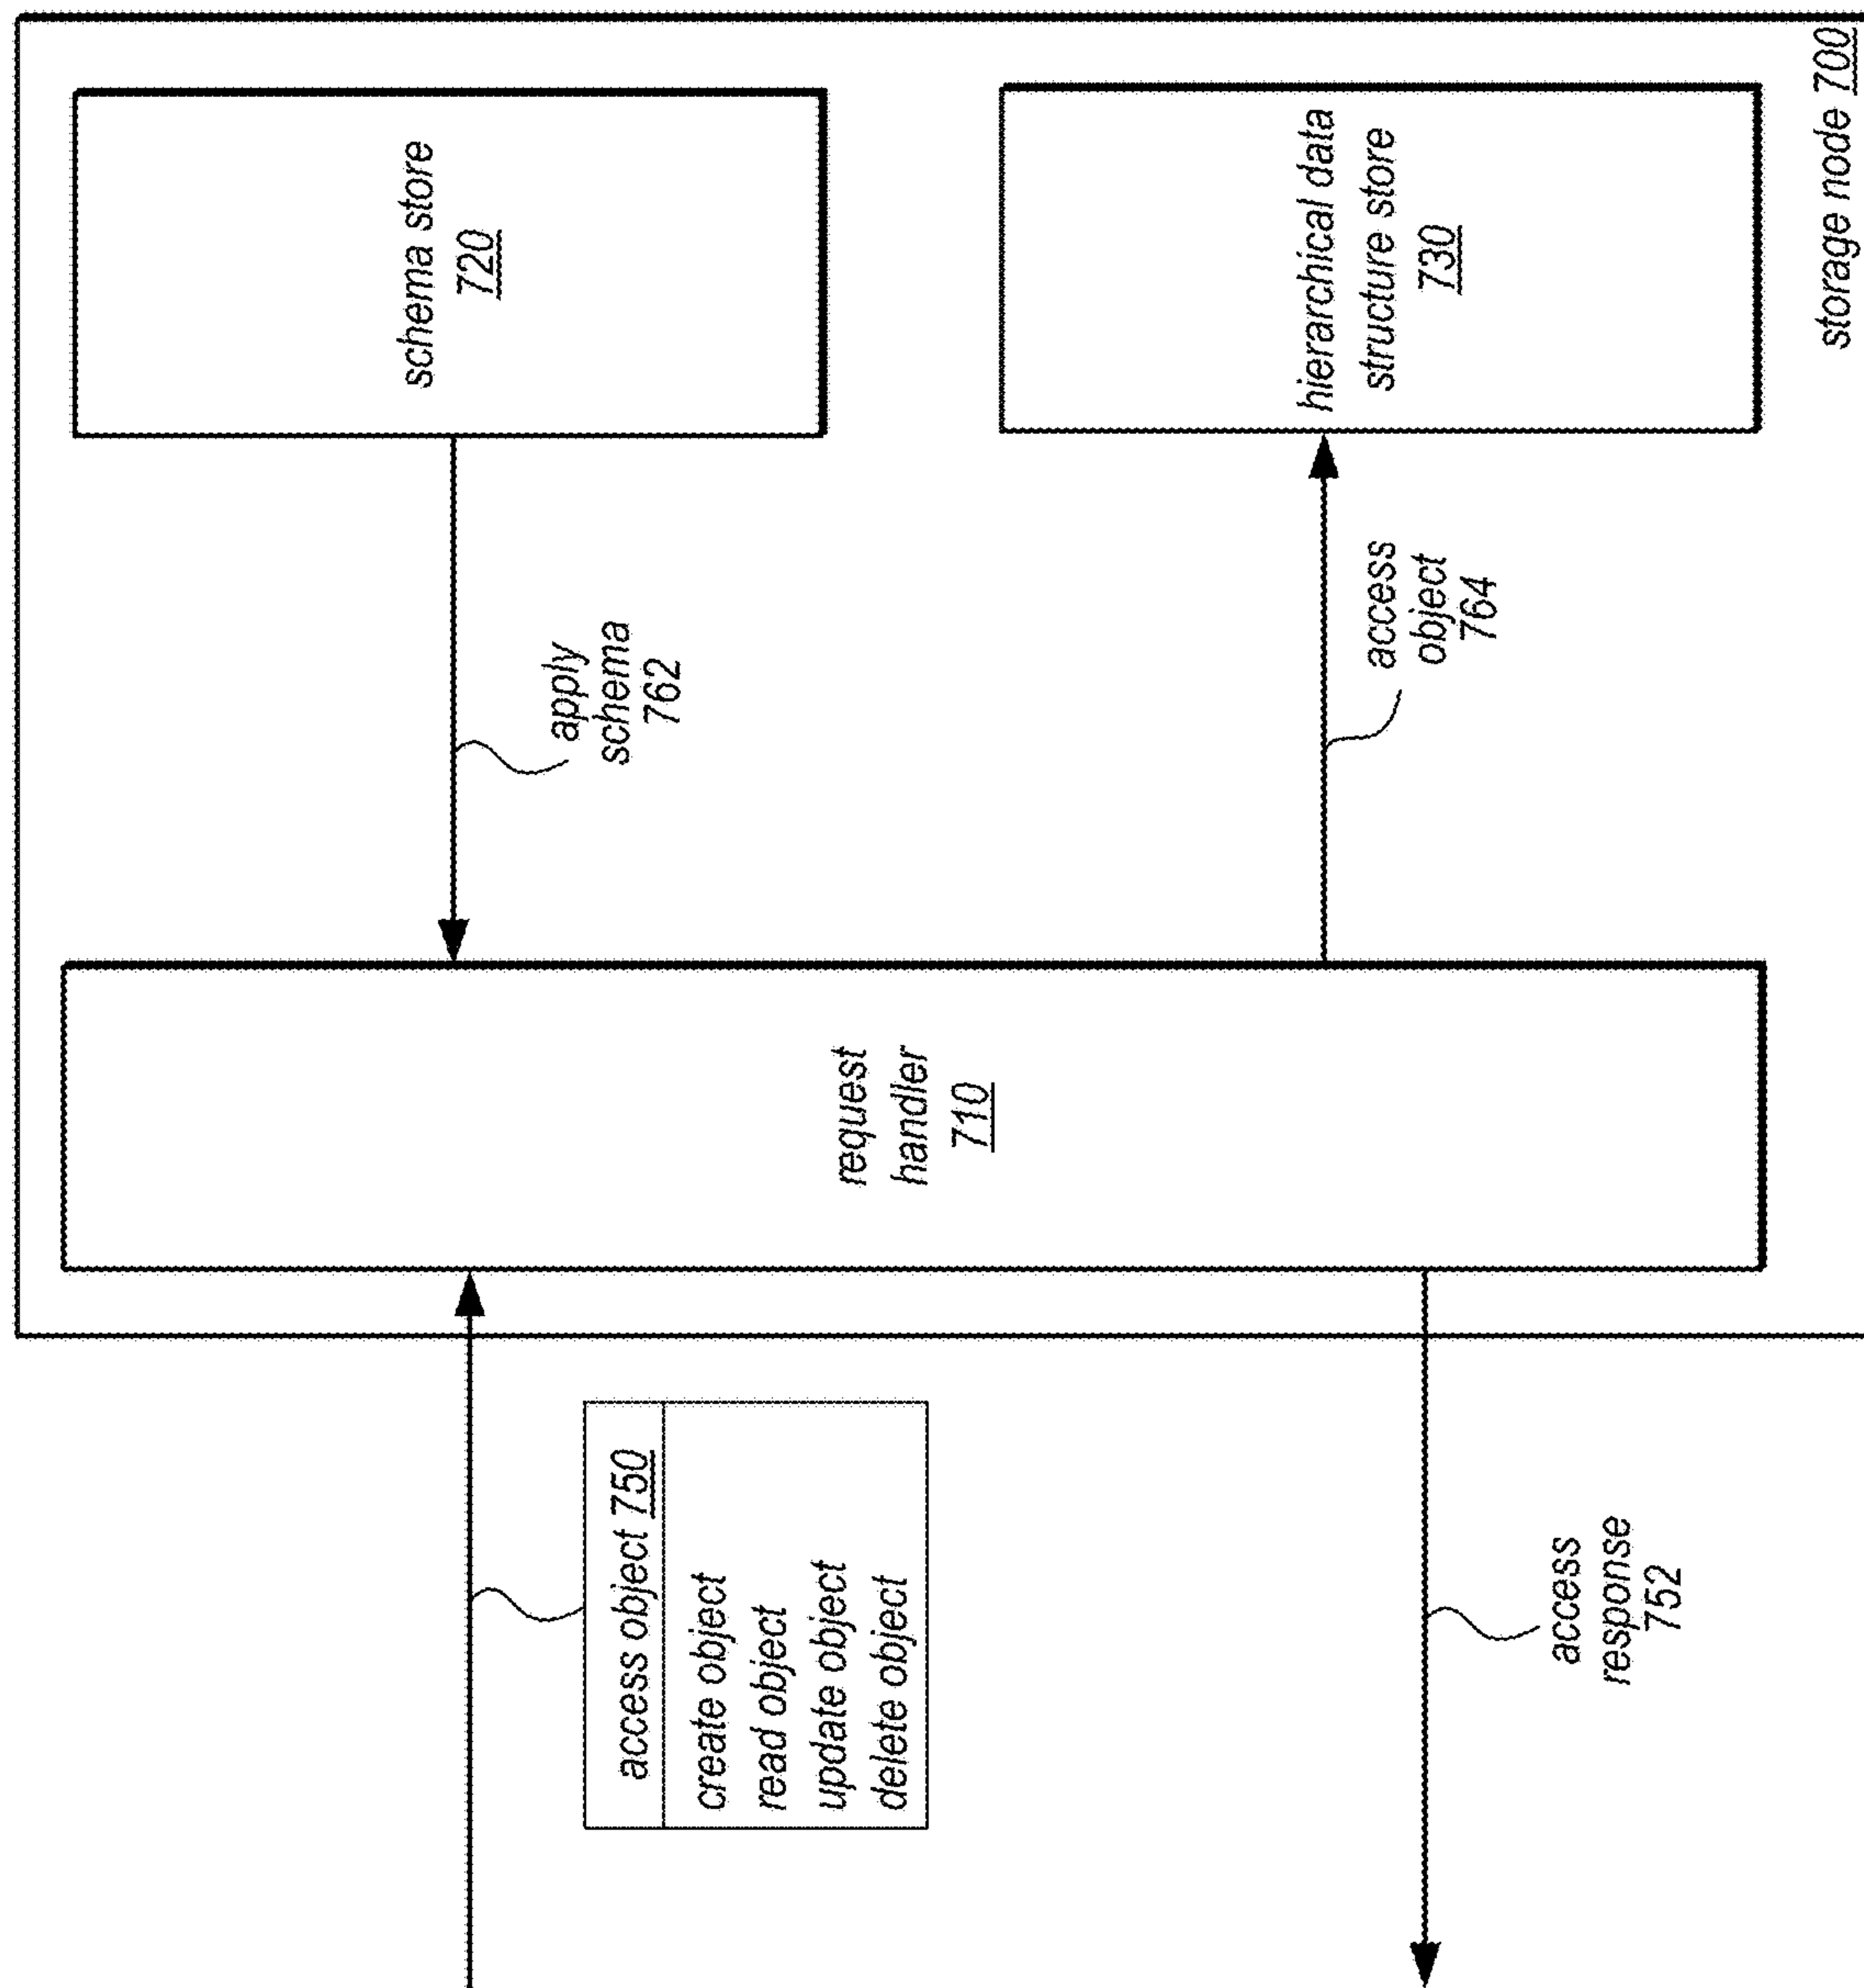 access object 750
create object
read object
update object
delete object
access
response
752
request
handler
710
apply
schema
762
access
object
764
schema store
720
hierarchical data
structure store
730
storage node 700